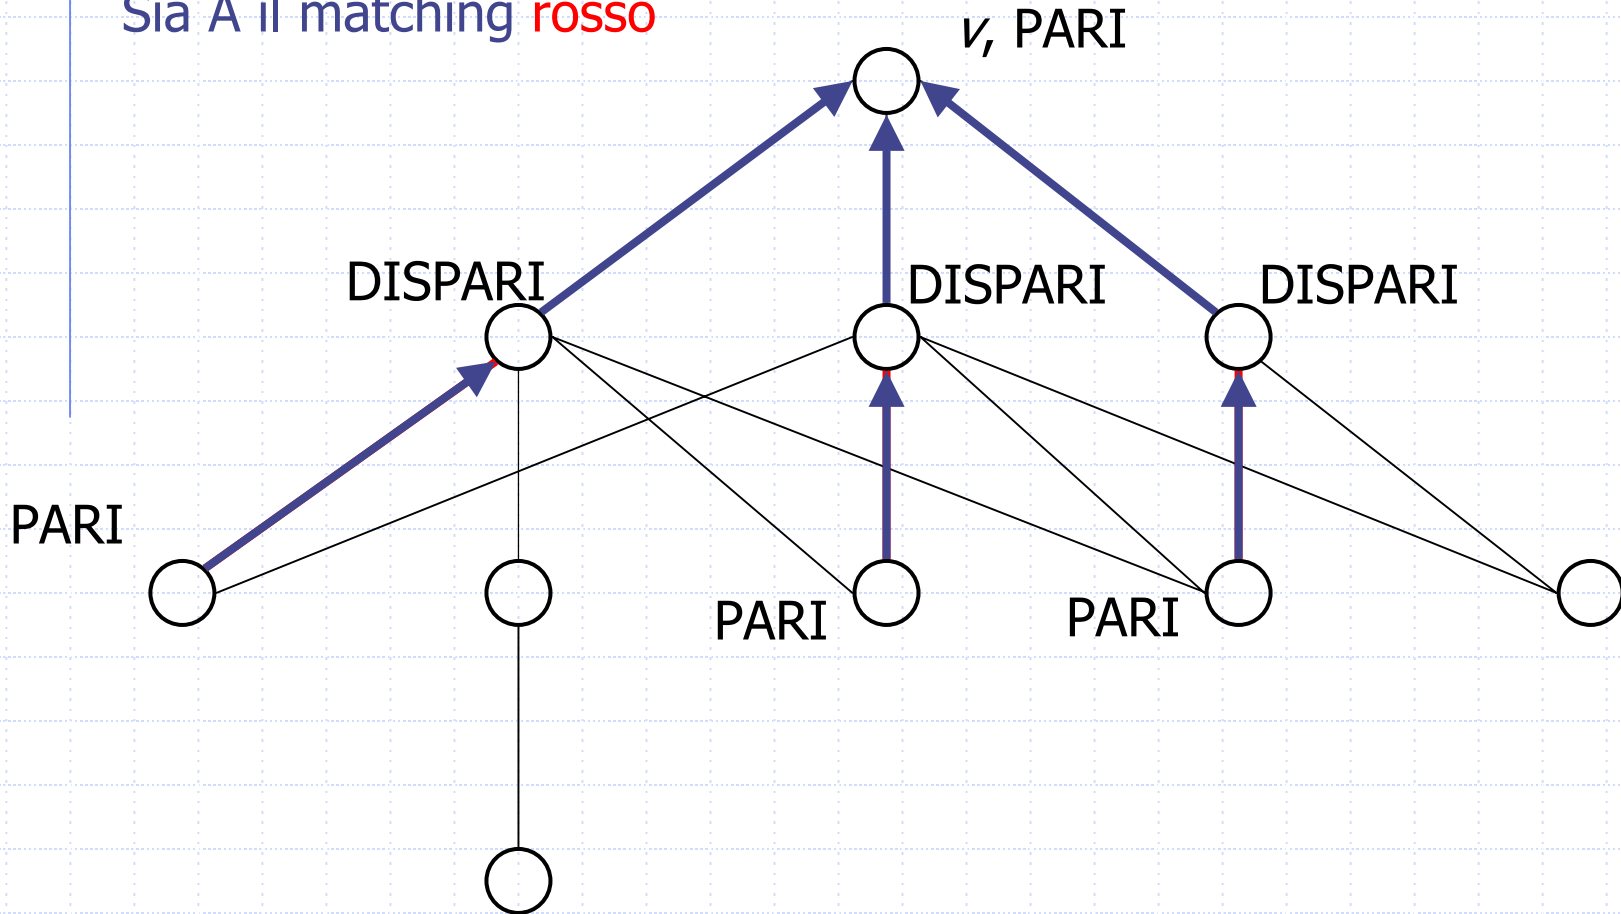 Sia A il matching rosso
v, PARI
DISPARI
DISPARI
DISPARI
PARI
PARI
PARI